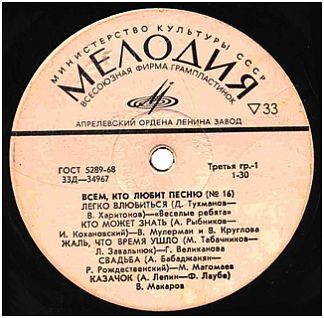 МИНИСТЕРСТВО КУЛЬТУРЫ СССР
МЕЛОДИЯ
ВСЕСОЮЗНАЯ ФИРМА ГРАМПЛАСТИНОК
АПРЕЛЕВСКИЙ ОРДЕНА ЛЕНИНА ЗАВОД
▽33
ГОСТ 5289-68
33Д—34967
Третья гр.-1
1-30
ВСЕМ, КТО ЛЮБИТ ПЕСНЮ (№ 16)
ЛЕГКО ВЛЮБИТЬСЯ (Д. Тухманов—
В. Харитонов)—«Веселые ребята»
КТО МОЖЕТ ЗНАТЬ (А. Рыбников—
И. Кохановский)— В. Мулерман и В. Круглова
ЖАЛЬ, ЧТО ВРЕМЯ УШЛО (М. Табачников—
Л. Завальнюк)— Г. Великанова
СВАДЬБА (А. Бабаджанян—
Р. Рождественский)— М. Магомаев
КАЗАЧОК (А. Лепин—Ф. Лаубе)
В. Макаров